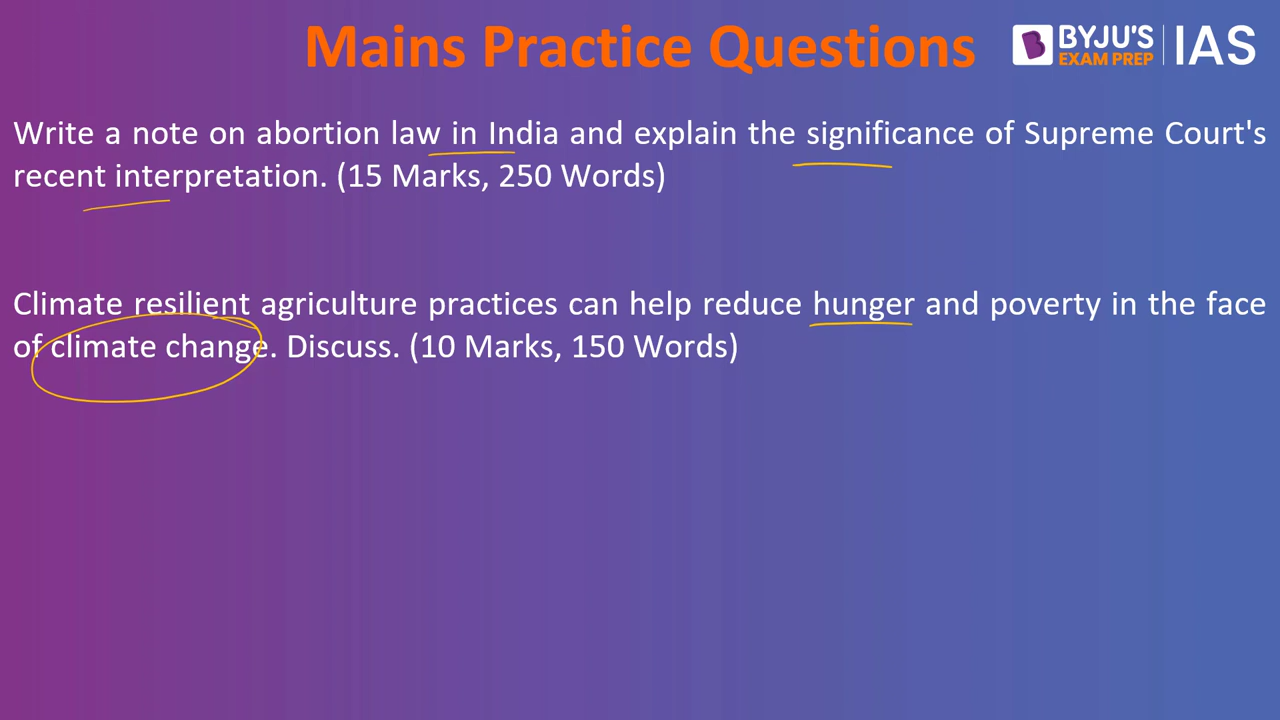 Mains Practice Questions
BYJU'S
EXAM PREP
IAS
Write a note on abortion law in India and explain the significance of Supreme Court's
recent interpretation. (15 Marks, 250 Words)
Climate resilient agriculture practices can help reduce hunger and poverty in the face
of climate change. Discuss. (10 Marks, 150 Words)